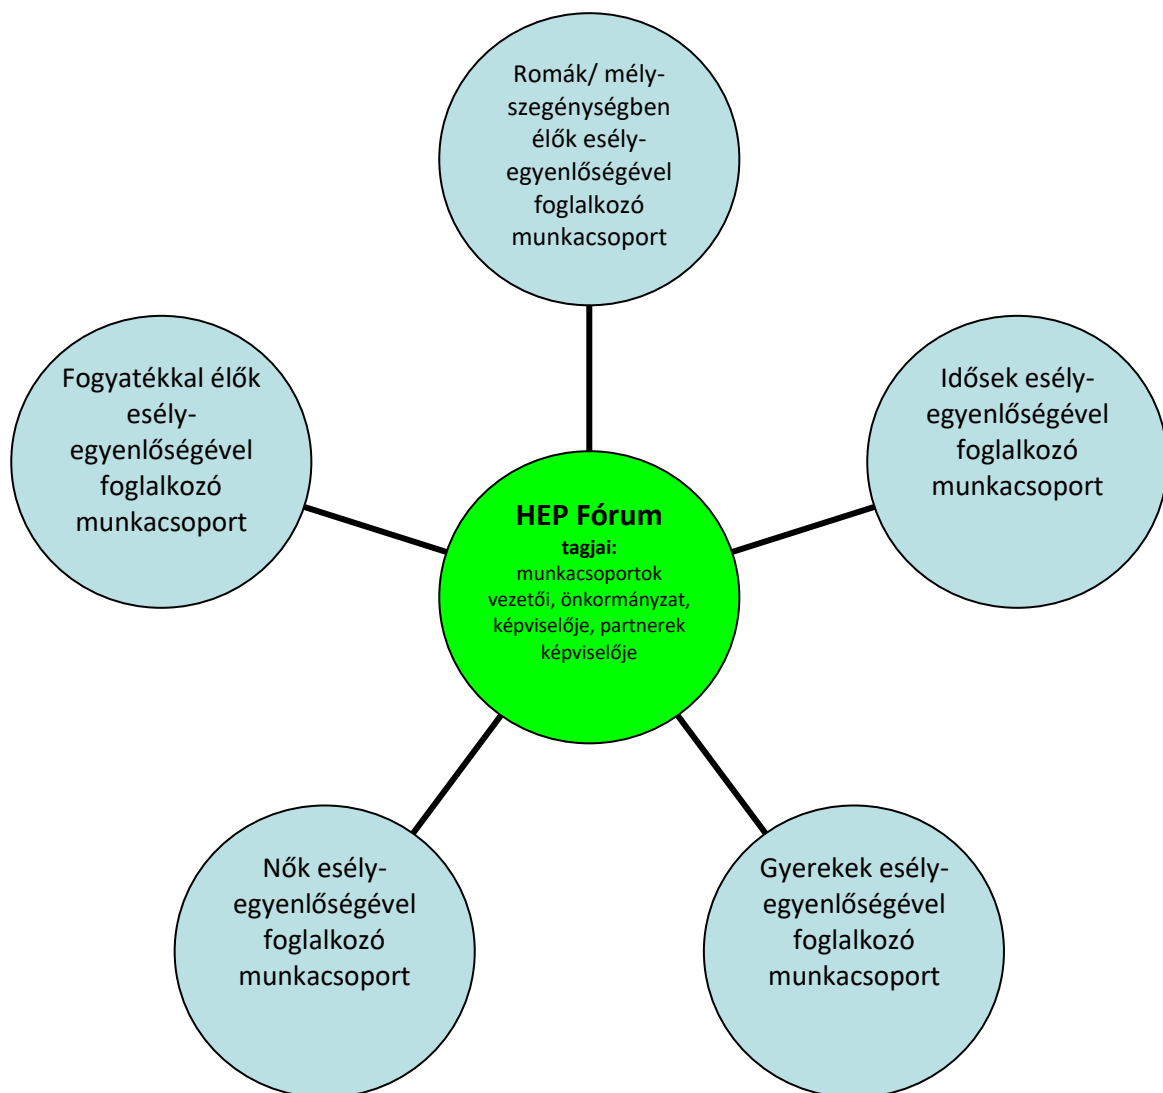 Romák/ mély-
szegénységben
élők esély-
egyenlőségével
foglalkozó
munkacsoport
Fogyatékkal élők
esély-
egyenlőségével
foglalkozó
munkacsoport
Idősek esély-
egyenlőségével
foglalkozó
munkacsoport
HEP Fórum
tagjai:
munkacsoportok
vezetői, önkormányzat,
képviselője, partnerek
képviselője
Nők esély-
egyenlőségével
foglalkozó
munkacsoport
Gyerekek esély-
egyenlőségével
foglalkozó
munkacsoport